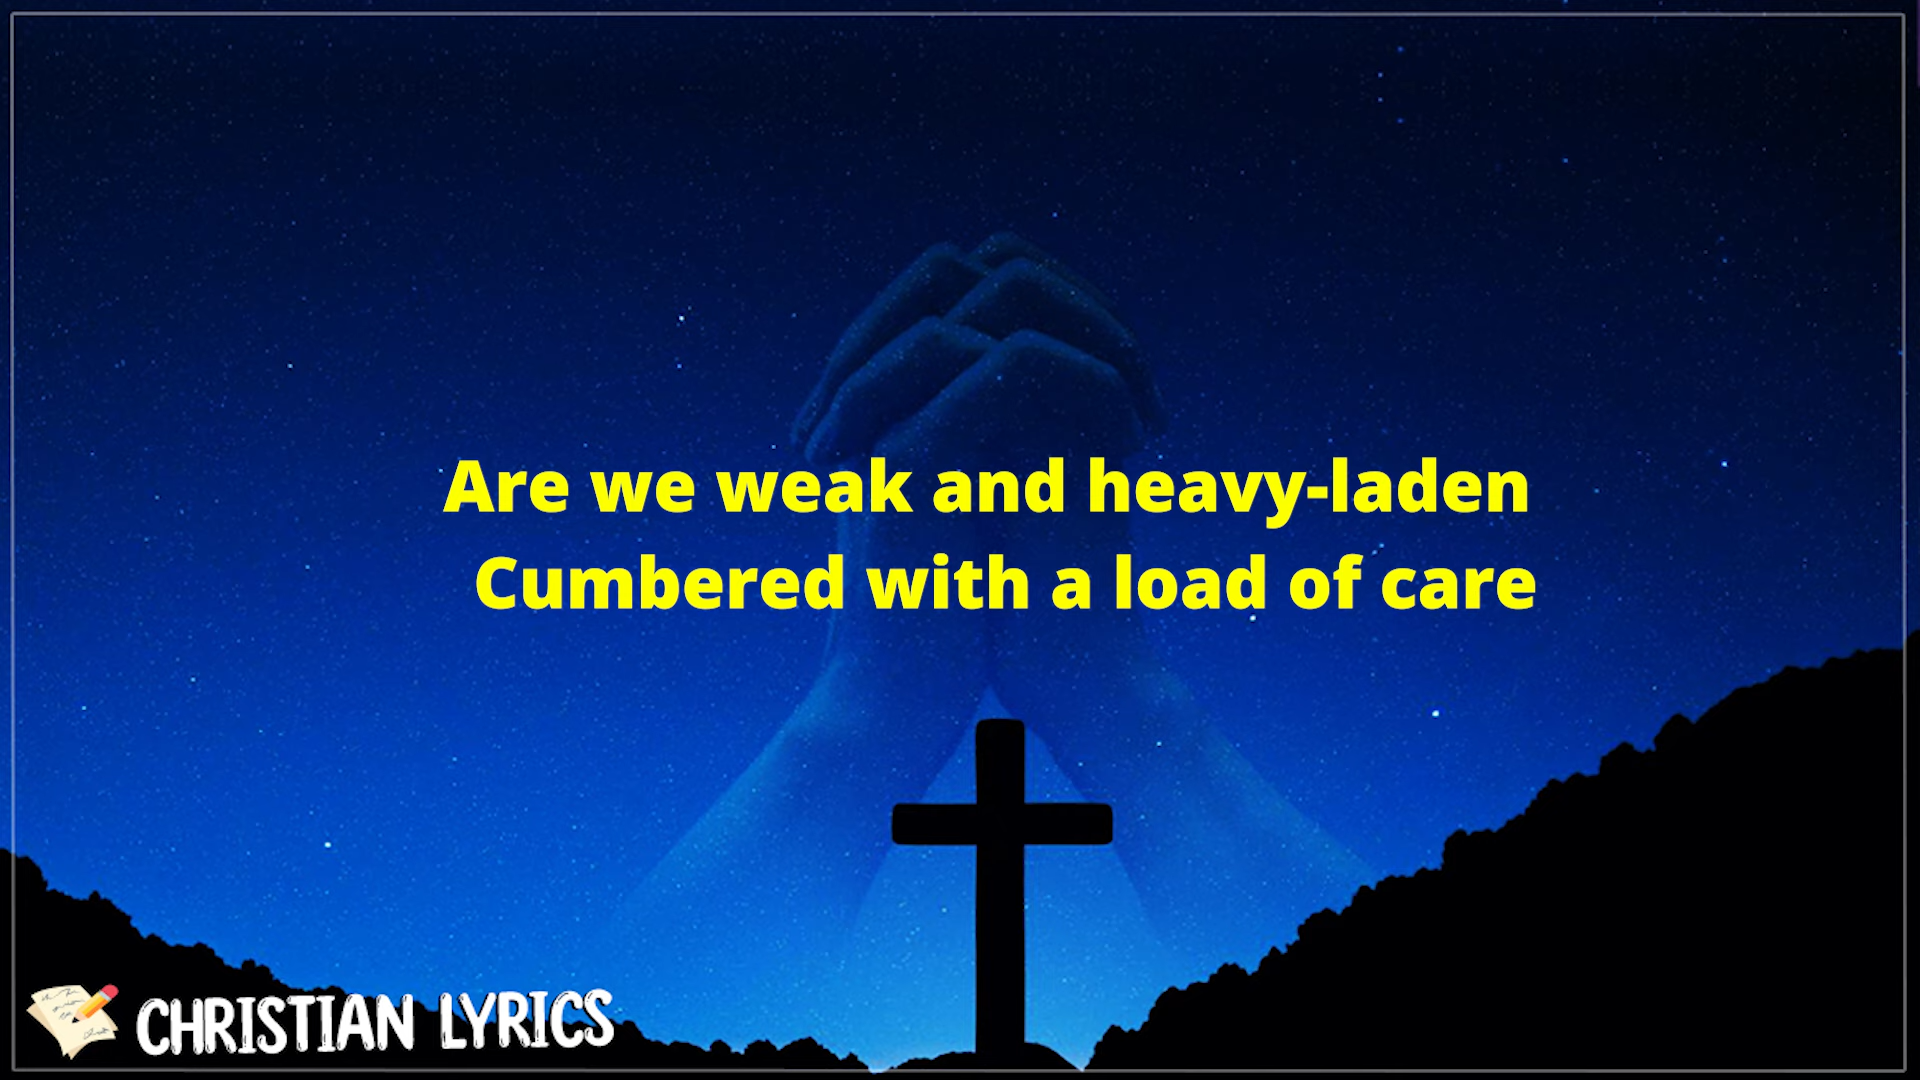 Are we weak and heavy-laden
Cumbered with a load of care
CHRISTIAN LYRICS